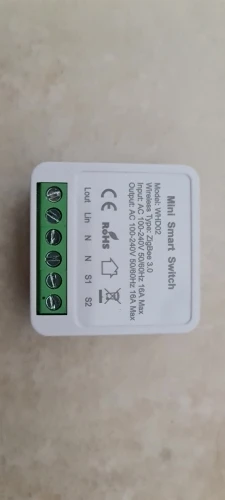 Mini Smart Switch
Model: WHD02
Wireless Type: ZigBee 3.0
Input: AC 100-240V 50/60Hz 16A Max
Output: AC 100-240V 50/60Hz 16A Max
CE RoHS
Lout Lin N N S1 S2